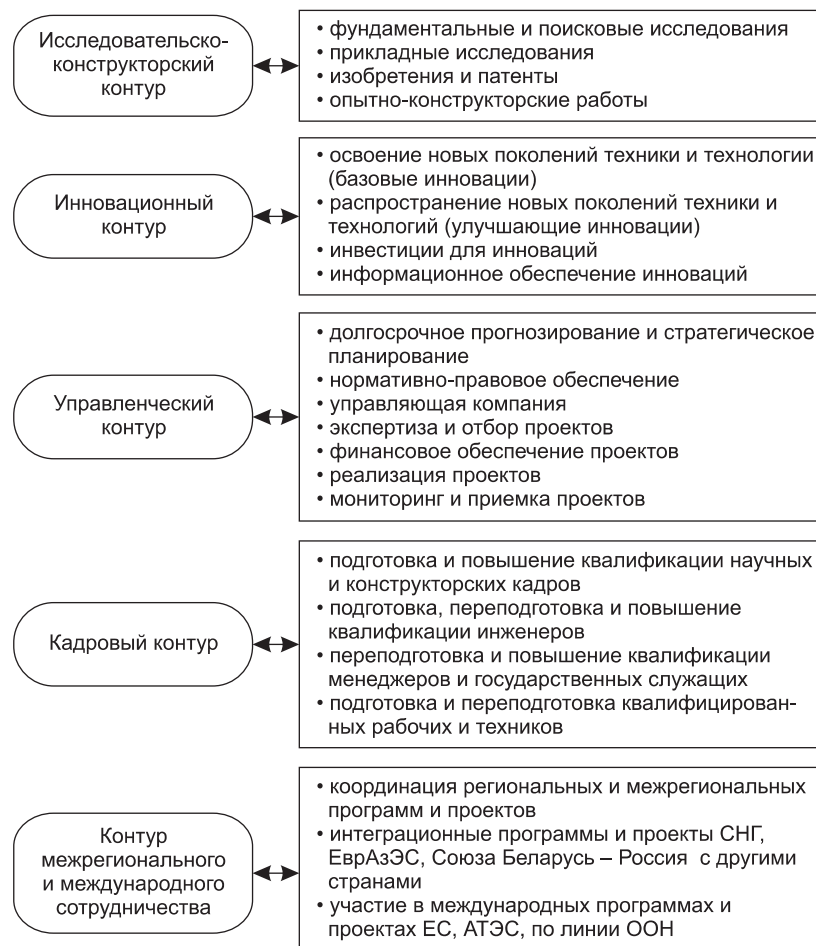 Исследовательско-
конструкторский
контур
• фундаментальные и поисковые исследования
• прикладные исследования
• изобретения и патенты
• опытно-конструкторские работы
Инновационный
контур
• освоение новых поколений техники и технологии
(базовые инновации)
• распространение новых поколений техники и
технологий (улучшающие инновации)
• инвестиции для инноваций
• информационное обеспечение инноваций
Управленческий
контур
• долгосрочное прогнозирование и стратегическое
планирование
• нормативно-правовое обеспечение
• управляющая компания
• экспертиза и отбор проектов
• финансовое обеспечение проектов
• реализация проектов
• мониторинг и приемка проектов
Кадровый контур
• подготовка и повышение квалификации научных
и конструкторских кадров
• подготовка, переподготовка и повышение
квалификации инженеров
• переподготовка и повышение квалификации
менеджеров и государственных служащих
• подготовка и переподготовка квалифицирован-
ных рабочих и техников
Контур
межрегионального
и международного
сотрудничества
• координация региональных и межрегиональных
программ и проектов
• интеграционные программы и проекты СНГ,
ЕврАзЭС, Союза Беларусь – Россия с другими
странами
• участие в международных программах и
проектах ЕС, АТЭС, по линии ООН